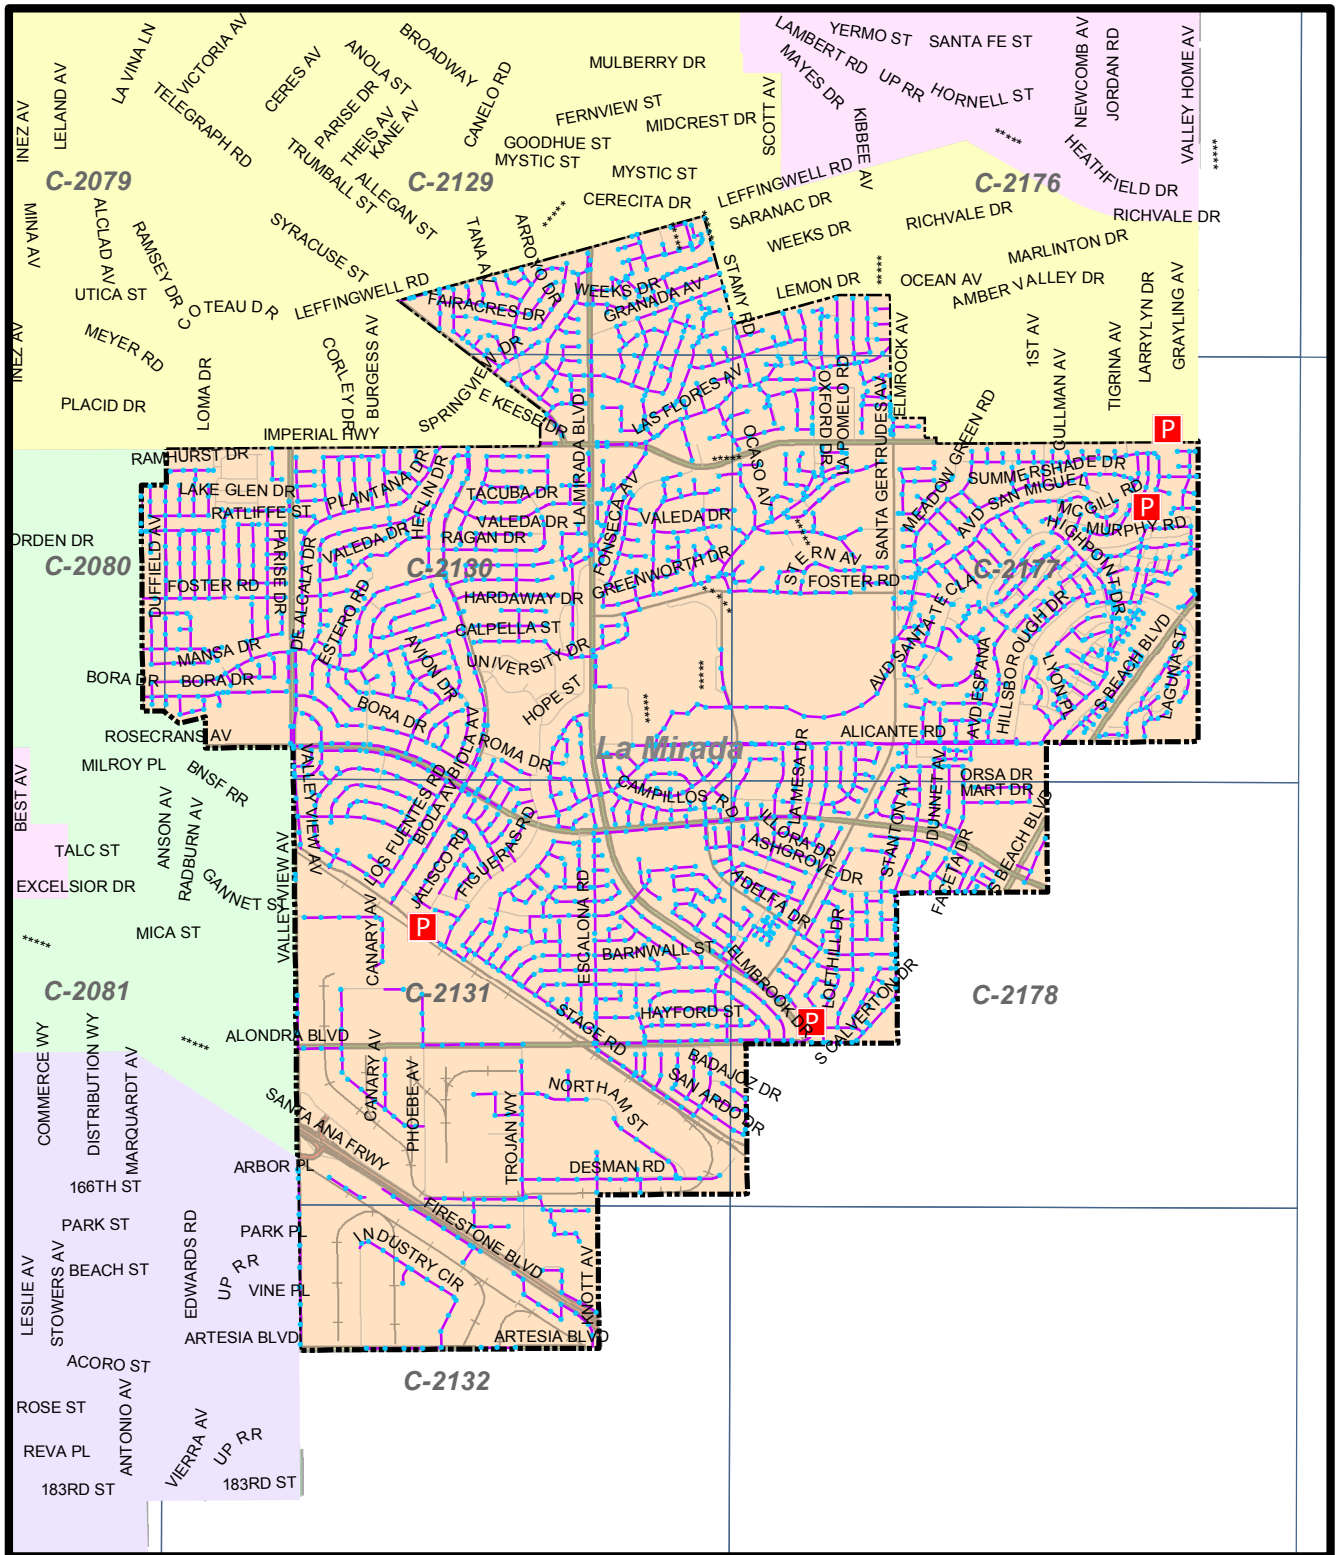 BROADWAY
YERMO ST
SANTA FE ST
LAMBERT RD
VICTORIA AV
LA VINA LN
ANOLA ST
CERES AV
MULBERRY DR
MAYES DR
UP RR
HORNELL ST
NEWCOMB AV
JORDAN RD
VALLEY HOME AV
LELAND AV
INEZ AV
TELEGRAPH RD
PARISE DR
THEIS AV
KANE AV
CANELO RD
FERNVIEW ST
MIDCREST DR
SCOTT AV
KIBBEE AV
*****
*****
GOODHUE ST
MYSTIC ST
MYSTIC ST
TRUMBALL ST
ALLEGAN ST
HEATHFIELD DR
C-2079
C-2129
C-2176
CERECITA DR
LEFFINGWELL RD
SARANAC DR
RICHVALE DR
RICHVALE DR
MINA AV
ALCLAD AV
RAMSEY DR
SYRACUSE ST
TANA AV
ARROYO DR
*****
*****
WEEKS DR
MARLINTON DR
UTICA ST
COTEAU DR
LEFFINGWELL RD
FAIRACRES DR
WEEKS DR
GRANADA AV
STAMY RD
LEMON DR
*****
OCEAN AV
AMBER VALLEY DR
LARRYLYN DR
GRAYLING AV
MEYER RD
INEZ AV
CORLEY DR
BURGESS AV
SPRINGVIEW DR
ELMROCK AV
1ST AV
GULLMAN AV
TIGRINA AV
PLACID DR
LOMA DR
E KEESE DR
LA MIRADA BLVD
LAS FLORES AV
OXFORD DR
LA POMELO RD
SANTA GERTRUDES AV
IMPERIAL HWY
P
RAMHURST DR
OCASO AV
*****
MEADOW GREEN RD
SUMMERSHADE DR
LAKE GLEN DR
PLANTANA DR
HEFLIN DR
TACUBA DR
FONSECA AV
AVD SAN MIGUEL
MC GILL RD
P
RATLIFFE ST
VALEDA DR
VALEDA DR
VALEDA DR
RAGAN DR
HIGHPOINT DR
MURPHY RD
ORDEN DR
DUFFIELD AV
PARISE DR
DE ALCALA DR
*****
STERN AV
C-2080
C-2130
C-2177
FOSTER RD
GREENWORTH DR
FOSTER RD
ESTERO RD
HARDAWAY DR
*****
AVD SANTA TE CLA
HILLSBOROUGH DR
CALPELLA ST
MANSA DR
AVION DR
UNIVERSITY DR
AVD ESPANA
LYON PL
S BEACH BLVD
LAGUNA ST
BORA DR
BORA DR
HOPE ST
*****
*****
BORA DR
ROSECRANS AV
BIOLA AV
ROMA DR
La Mirada
ALICANTE RD
MILROY PL
BNSF RR
VALLEY VIEW AV
LA MESA DR
ORSA DR
MART DR
BEST AV
ANSON AV
RADBURN AV
LOS FUENTES RD
BIOLA AV
CAMPILLOS RD
ILLORA DR
STANTON AV
DUNNET AV
S BEACH BLVD
TALC ST
JALISCO RD
FIGUERAS RD
ASHGROVE DR
FACETA DR
EXCELSIOR DR
GANNET ST
VALLEY VIEW AV
ADELFA DR
*****
MICA ST
CANARY AV
P
ESCALONA RD
BARNWALL ST
ELMBROOK DR
LOFTHILL DR
S CALVERTON DR
C-2081
C-2131
C-2178
COMMERCE WY
DISTRIBUTION WY
*****
ALONDRA BLVD
STAGE RD
HAYFORD ST
P
MARQUARDT AV
CANARY AV
PHOEBE AV
BADAJOZ DR
SAN ARDO DR
SANTA ANA FRWY
TROJAN WY
NORTHAM ST
ARBOR PL
DESMAN RD
166TH ST
PARK ST
EDWARDS RD
PARK PL
FIRESTONE BLVD
INDUSTRY CIR
LESLIE AV
STOWERS AV
BEACH ST
UP RR
VINE PL
KNOTT AV
ARTESIA BLVD
ARTESIA BLVD
ACORO ST
C-2132
ROSE ST
ANTONIO AV
VIERRA AV
UP RR
REVA PL
183RD ST
183RD ST